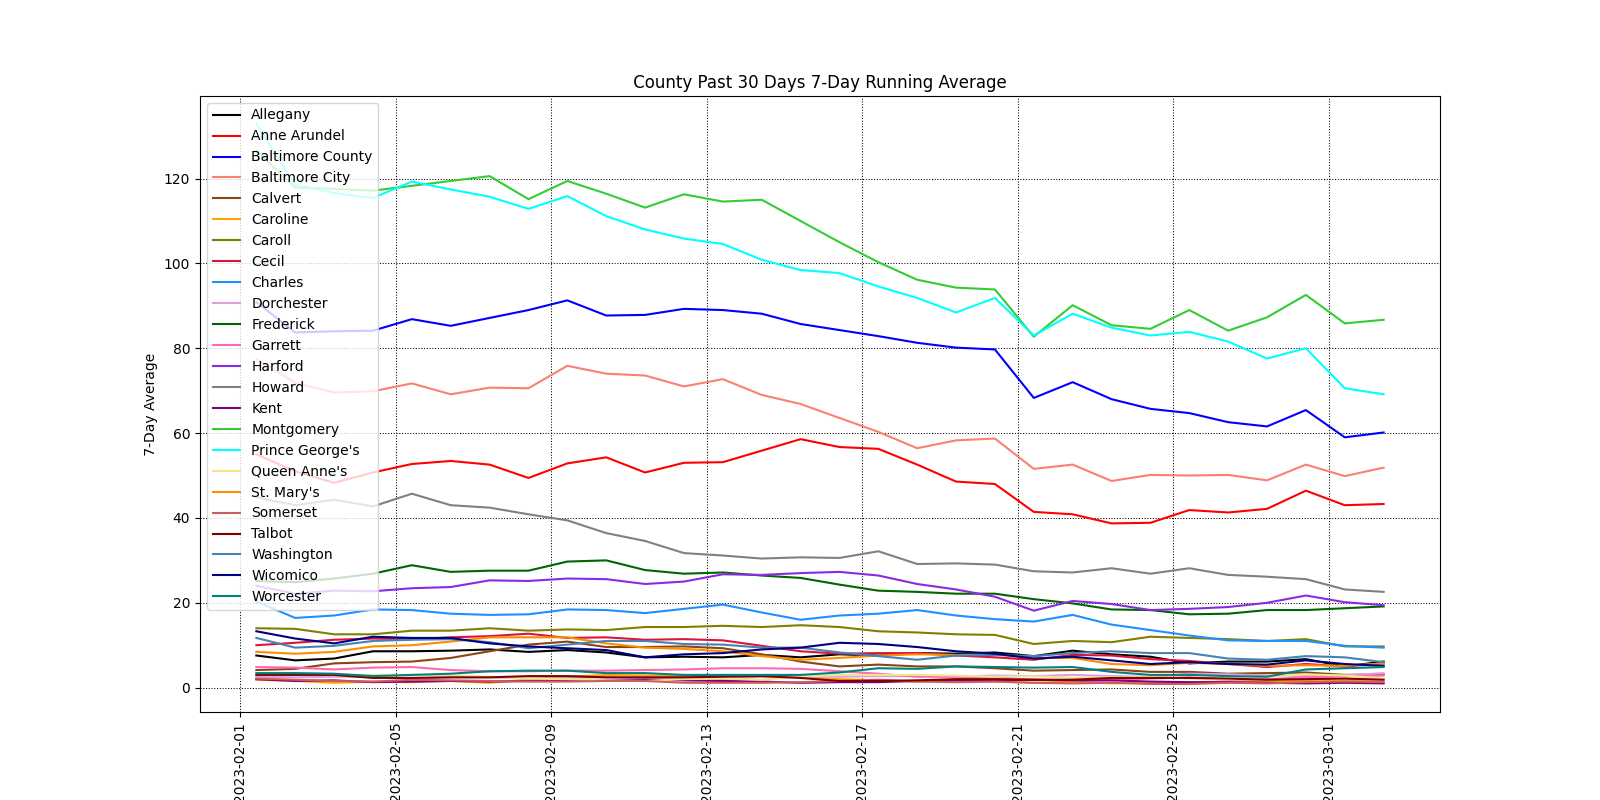 County Past 30 Days 7-Day Running Average
Allegany
Anne Arundel
Baltimore County
Baltimore City
Calvert
Caroline
Caroll
Cecil
Charles
Dorchester
Frederick
Garrett
Harford
Howard
Kent
Montgomery
Prince George's
Queen Anne's
St. Mary's
Somerset
Talbot
Washington
Wicomico
Worcester
7-Day Average
120
100
80
60
40
20
0
2023-02-01
2023-02-05
2023-02-09
2023-02-13
2023-02-17
2023-02-21
2023-02-25
2023-03-01